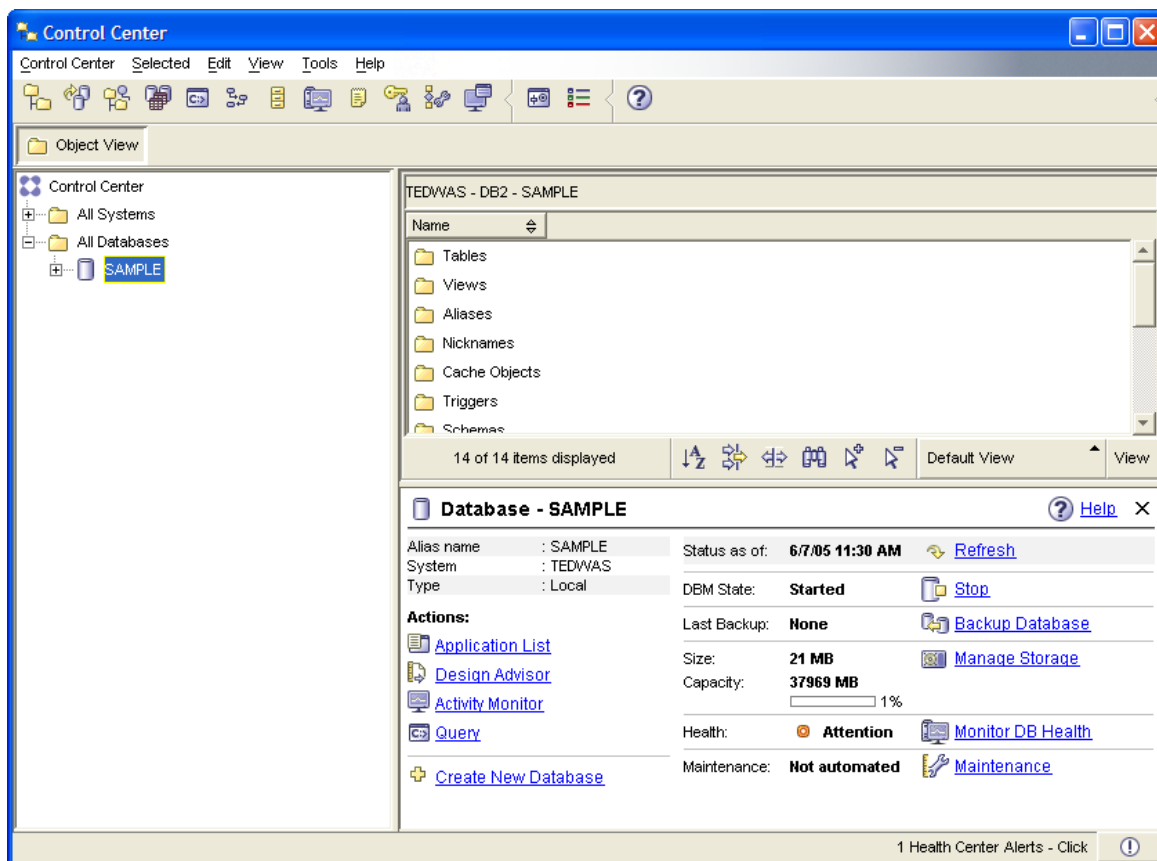 Control Center
Control Center Selected Edit View Tools Help
Object View
Control Center
All Systems
All Databases
SAMPLE
TEDWAS - DB2 - SAMPLE
Name
Tables
Views
Aliases
Nicknames
Cache Objects
Triggers
Schemas
14 of 14 items displayed
Default View
View
Database - SAMPLE
Help
Alias name : SAMPLE
System : TEDWAS
Type : Local
Actions:
Application List
Design Advisor
Activity Monitor
Query
Create New Database
Status as of: 6/7/05 11:30 AM Refresh
DBM State: Started Stop
Last Backup: None Backup Database
Size: 21 MB Manage Storage
Capacity: 37969 MB
1%
Health: Attention Monitor DB Health
Maintenance: Not automated Maintenance
1 Health Center Alerts - Click